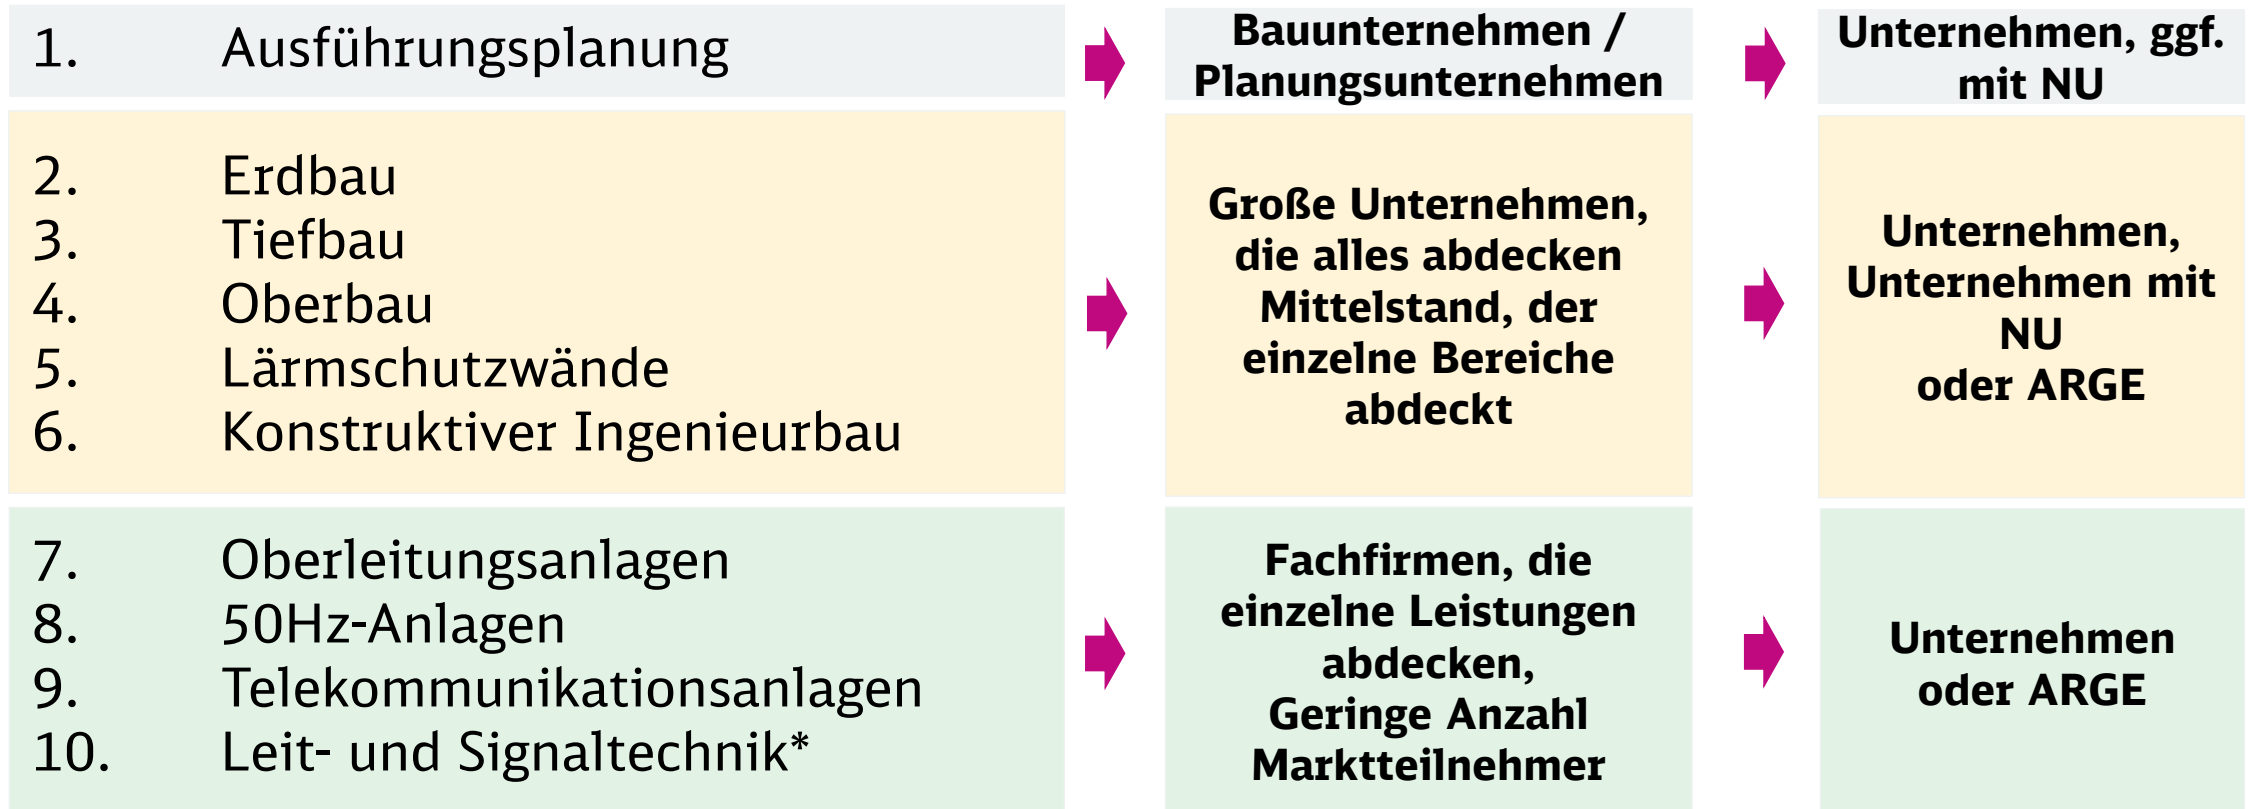 1. Ausführungsplanung
Bauunternehmen /
Planungsunternehmen
Unternehmen, ggf.
mit NU
2. Erdbau
3. Tiefbau
4. Oberbau
5. Lärmschutzwände
6. Konstruktiver Ingenieurbau
Große Unternehmen,
die alles abdecken
Mittelstand, der
einzelne Bereiche
abdeckt
Unternehmen,
Unternehmen mit
NU
oder ARGE
7. Oberleitungsanlagen
8. 50Hz-Anlagen
9. Telekommunikationsanlagen
10. Leit- und Signaltechnik*
Fachfirmen, die
einzelne Leistungen
abdecken,
Geringe Anzahl
Marktteilnehmer
Unternehmen
oder ARGE